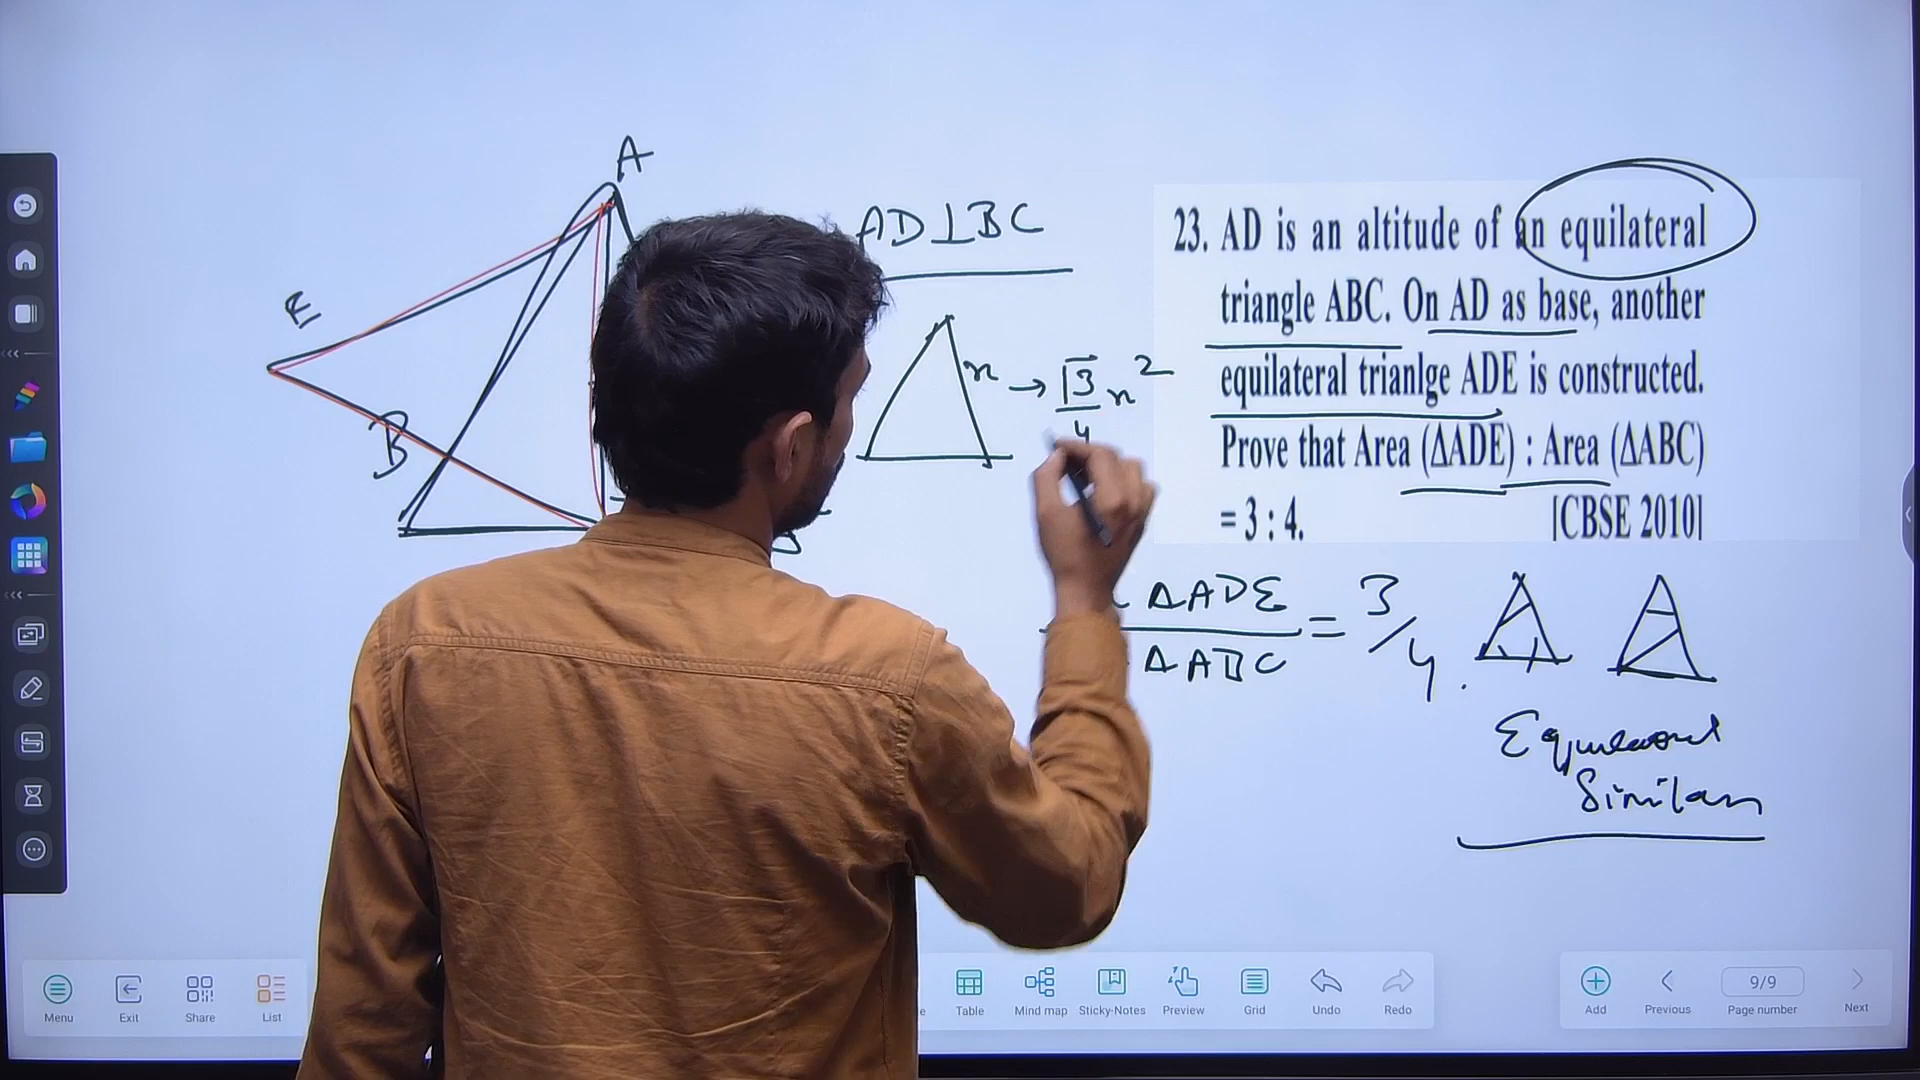 A
E
B
AD⊥BC
x → √3/4 x²
23. AD is an altitude of an equilateral
triangle ABC. On AD as base, another
equilateral trianlge ADE is constructed.
Prove that Area (ΔADE) : Area (ΔABC)
= 3 : 4. [CBSE 2010]
ΔADE
ΔABC
= 3/4.
Similar
Menu
Exit
Share
List
Table
Mind map
Sticky-Notes
Preview
Grid
Undo
Redo
Add
Previous
9/9
Page number
Next